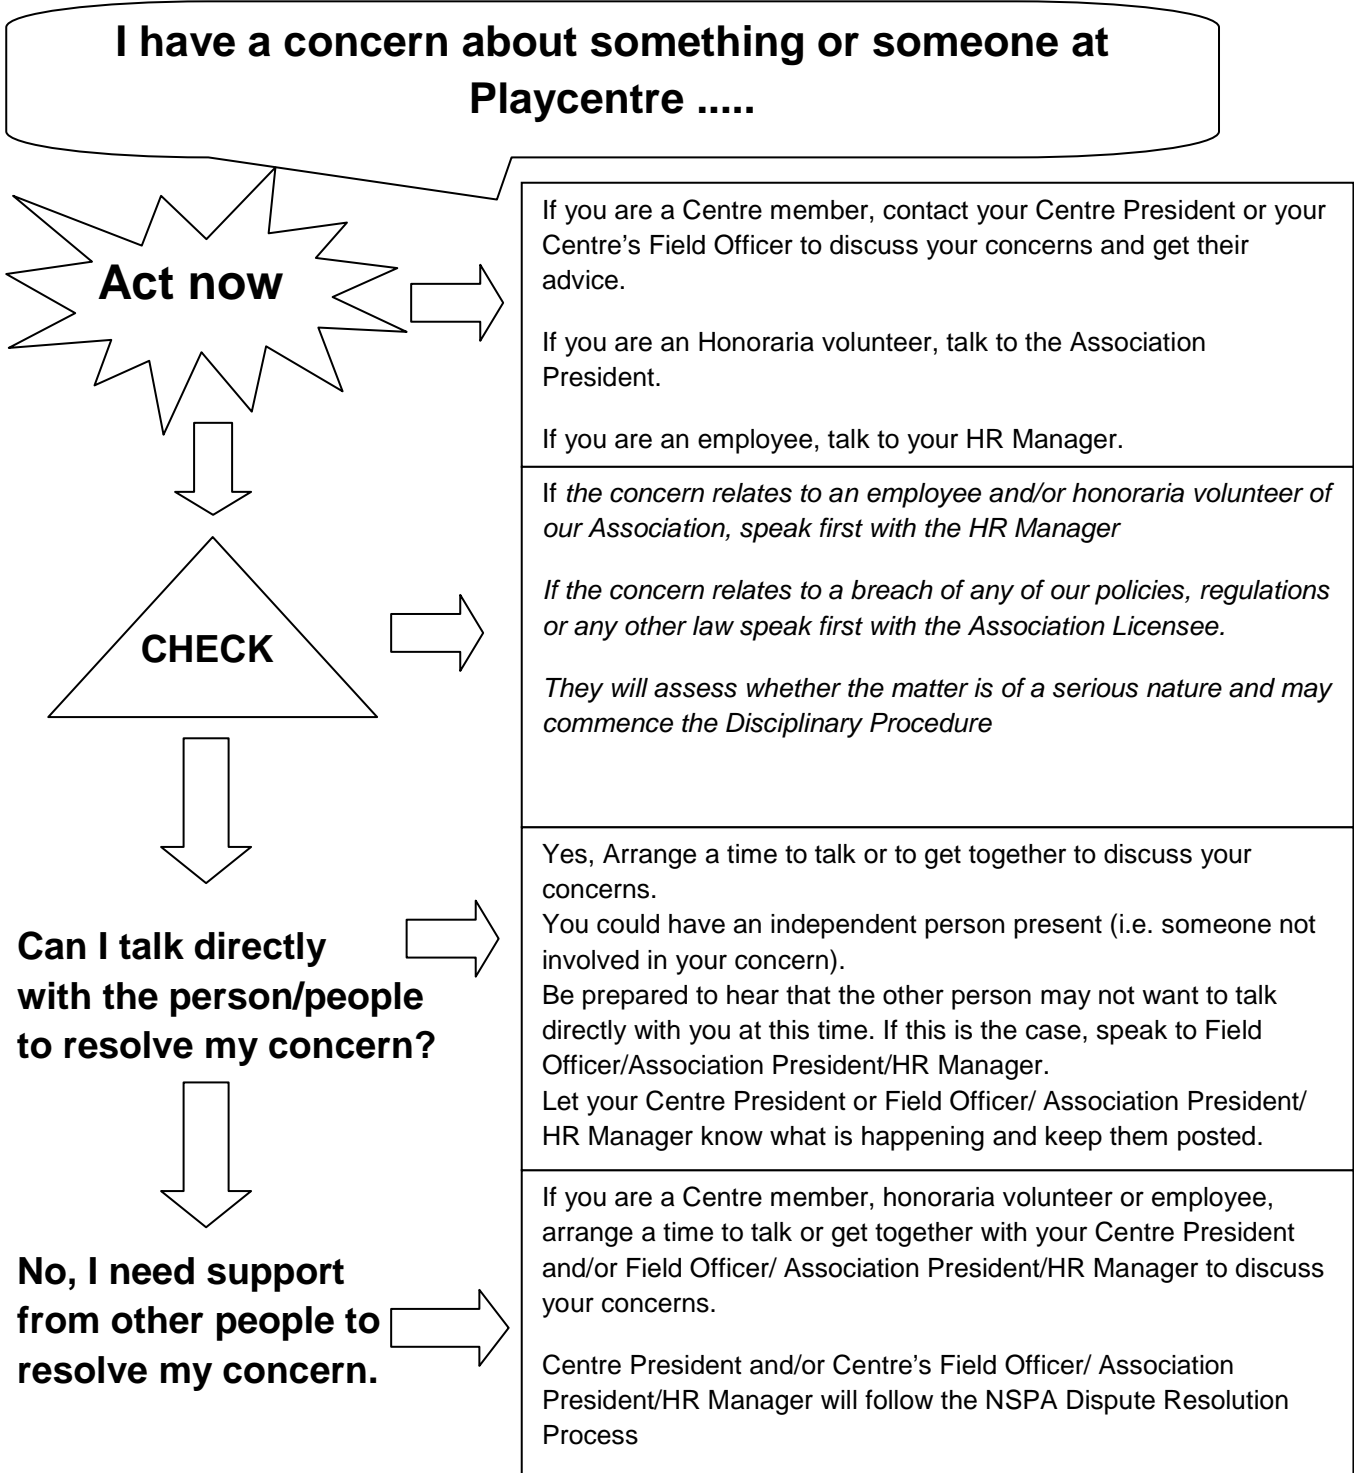 I have a concern about something or someone at
Playcentre .....
Act now
If you are a Centre member, contact your Centre President or your
Centre's Field Officer to discuss your concerns and get their
advice.
If you are an Honoraria volunteer, talk to the Association
President.
If you are an employee, talk to your HR Manager.
CHECK
If the concern relates to an employee and/or honoraria volunteer of
our Association, speak first with the HR Manager
If the concern relates to a breach of any of our policies, regulations
or any other law speak first with the Association Licensee.
They will assess whether the matter is of a serious nature and may
commence the Disciplinary Procedure
Can I talk directly
with the person/people
to resolve my concern?
Yes, Arrange a time to talk or to get together to discuss your
concerns.
You could have an independent person present (i.e. someone not
involved in your concern).
Be prepared to hear that the other person may not want to talk
directly with you at this time. If this is the case, speak to Field
Officer/Association President/HR Manager.
Let your Centre President or Field Officer/ Association President/
HR Manager know what is happening and keep them posted.
No, I need support
from other people to
resolve my concern.
If you are a Centre member, honoraria volunteer or employee,
arrange a time to talk or get together with your Centre President
and/or Field Officer/ Association President/HR Manager to discuss
your concerns.
Centre President and/or Centre's Field Officer/ Association
President/HR Manager will follow the NSPA Dispute Resolution
Process